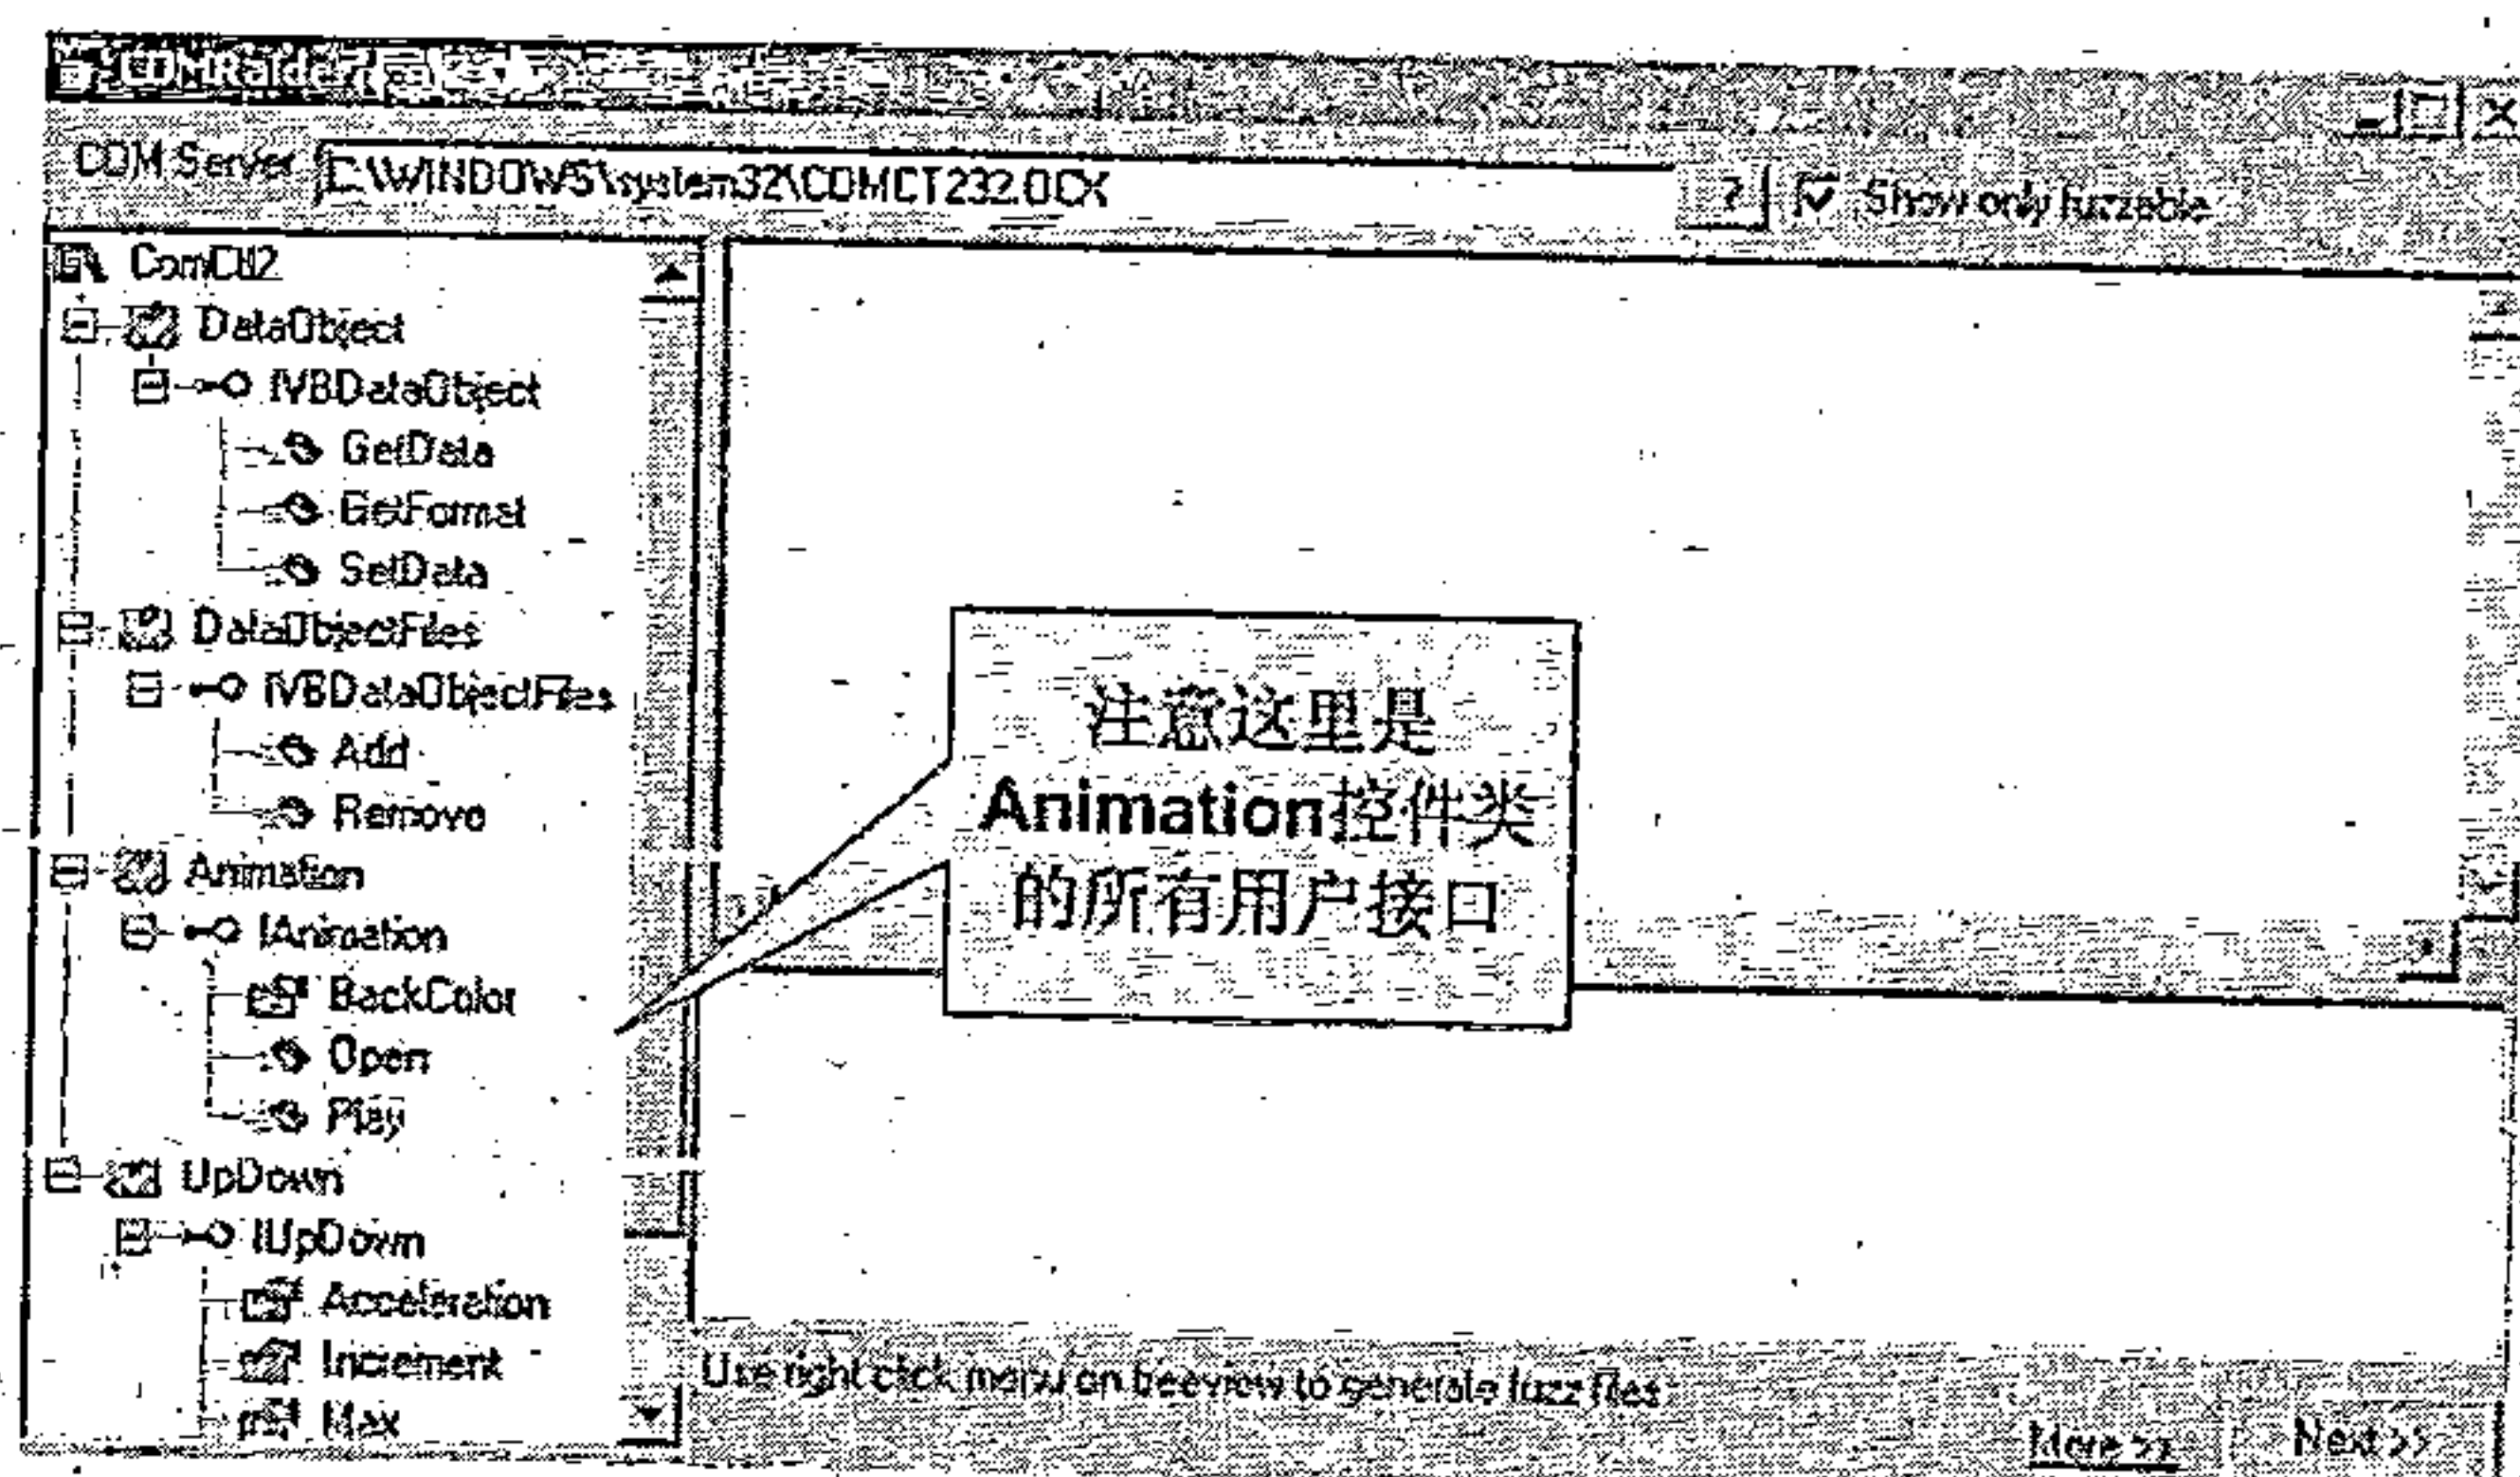 COMRaider
COM Server
C:\WINDOWS\system32\COMCT232.OCX
?
Show only fuzzable
ComCtl2
DataObject
IVBDataObject
GetData
GetFormat
SetData
DataObjectFiles
IVBDataObjectFiles
Add
Remove
Animation
IAnimation
BackColor
Open
Play
UpDown
IUpDown
Acceleration
Increment
Max
注意这里是
Animation控件类
的所有用户接口
Use right click menu on treeview to generate fuzz files
More >>
Next >>